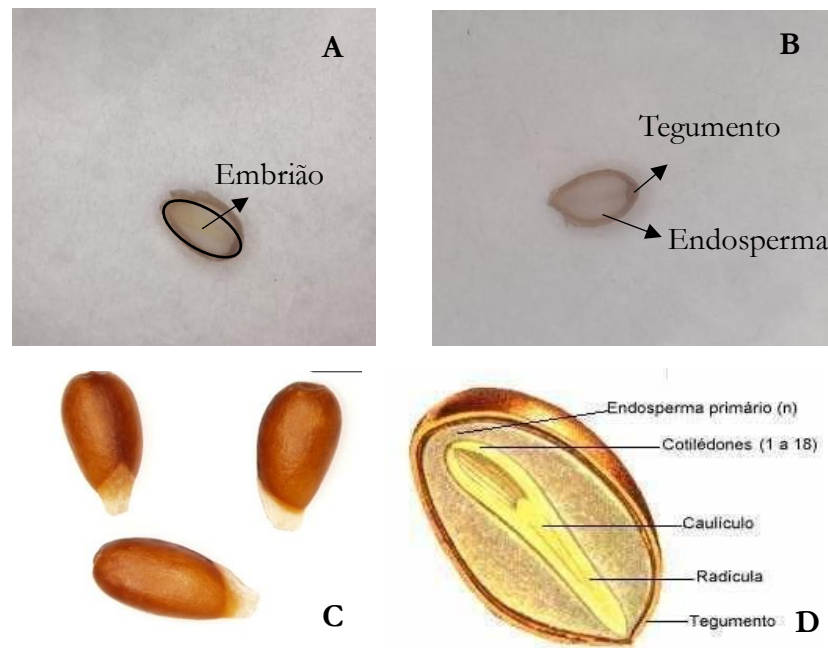 A
Embrião
B
Tegumento
Endosperma
C
Endosperma primário (n)
Cotilédones (1 a 18)
Caulículo
Radícula
Tegumento
D